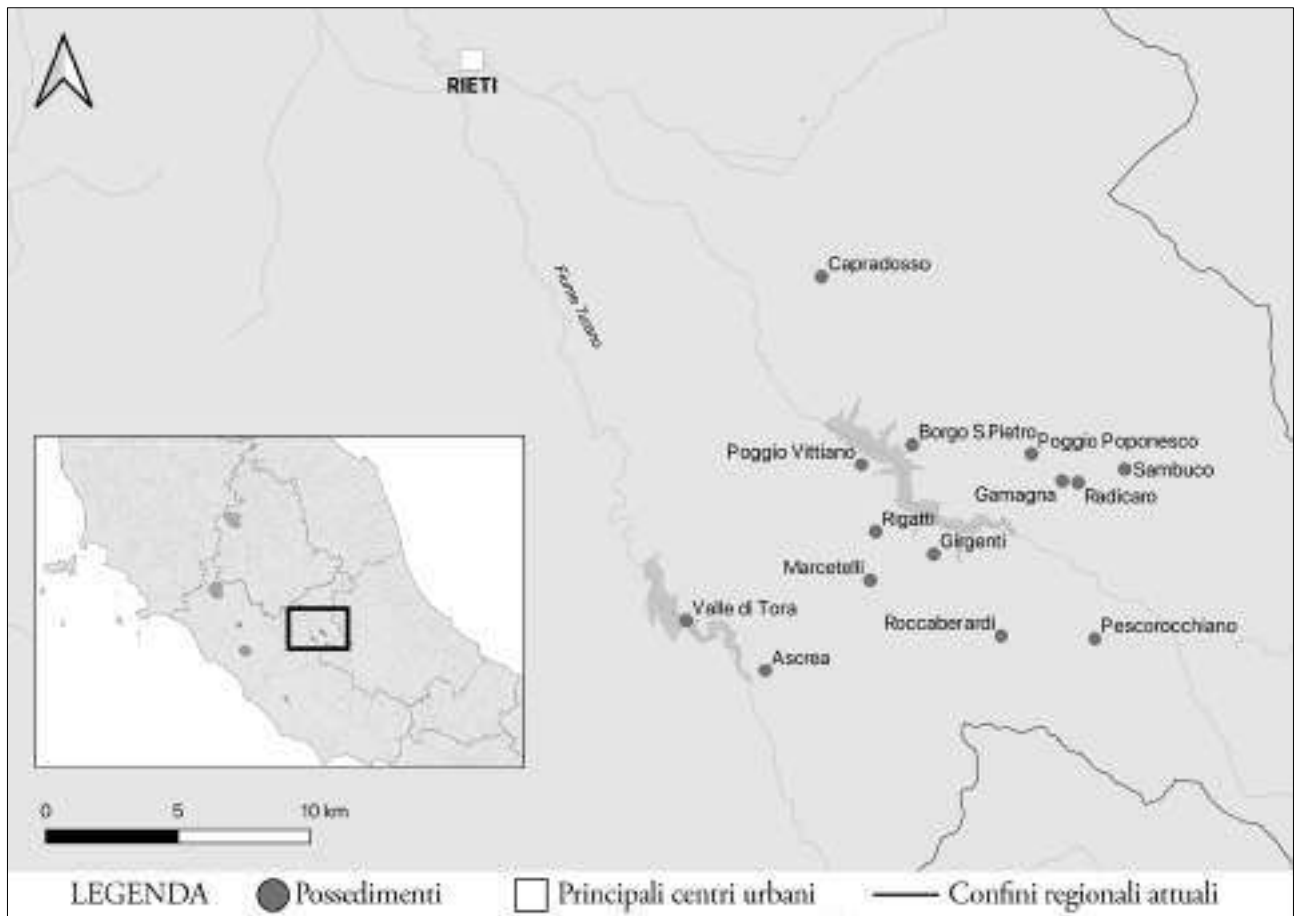 RIETI
Capradosso
Fiume Turano
Borgo S.Pietro
Poggio Poponesco
Poggio Vittiano
Sambuco
Gamagna
Radicaro
Rigatti
Girgenti
Marcetelli
Valle di Tora
Roccaberardi
Pescorocchiano
Ascrea
0 5 10 km
LEGENDA Possedimenti Principali centri urbani Confini regionali attuali